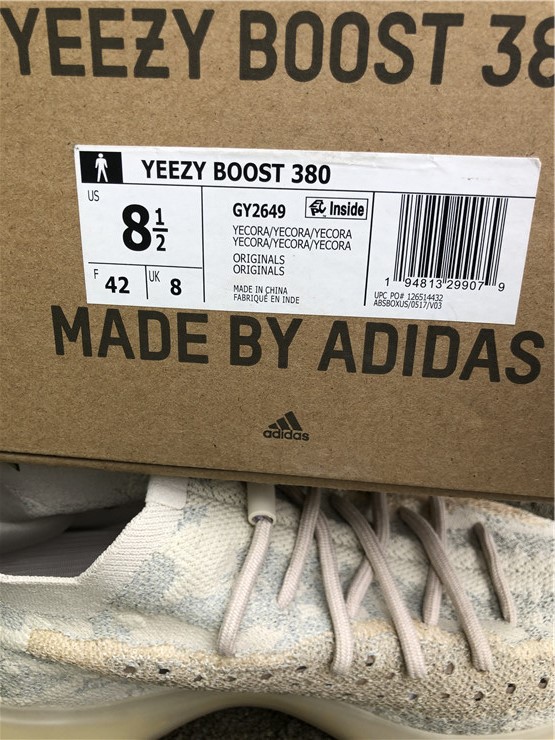 YEEZY BOOST 38
YEEZY BOOST 380
US
8 1/2
F 42
UK 8
GY2649
Inside
YECORA/YECORA/YECORA
YECORA/YECORA/YECORA
ORIGINALS
ORIGINALS
MADE IN CHINA
FABRIQUÉ EN INDE
1 94813 29907 9
UPC PO# 126514432
ABSBOXUS/0517/V03
MADE BY ADIDAS
adidas